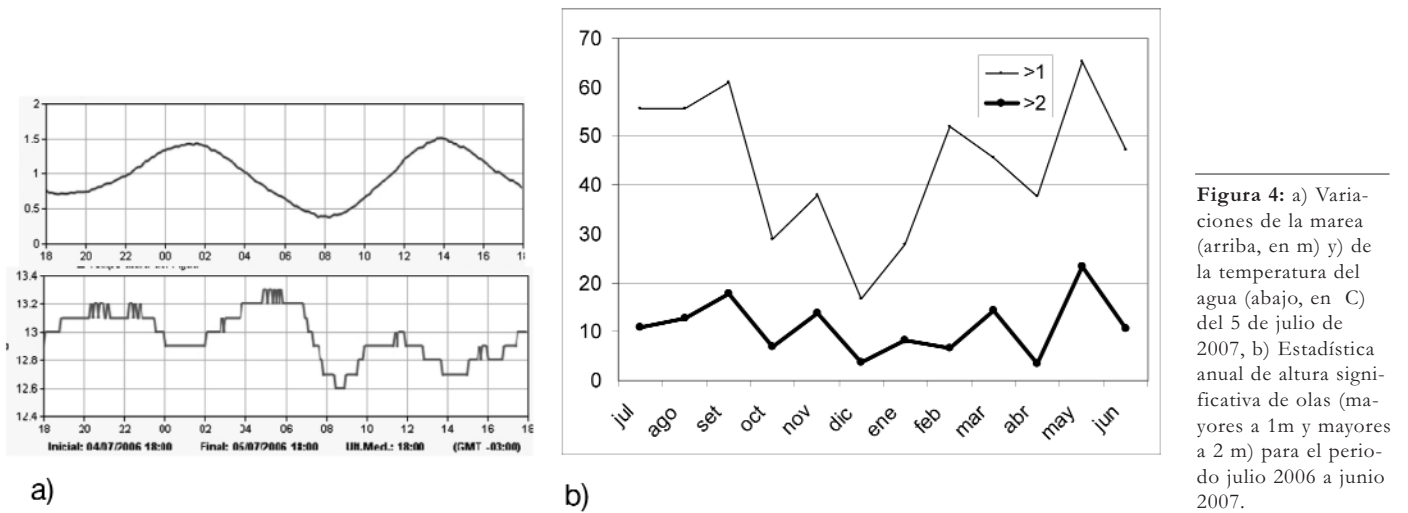 2
1.5
1
0.5
0
18 20 22 00 02 04 06 08 10 12 14 16
13.4
13.2
13
12.8
12.6
12.4
18 20 22 00 02 04 06 08 10 12 14 16
Inicial: 04/07/2006 18:00 Final: 05/07/2006 18:00 Ult.Med.: 18:00 (GMT -03:00)
a)
70
60
50
40
30
20
10
0
>1
>2
jul ago set oct nov dic ene feb mar abr may jun
b)
Figura 4: a) Varia-
ciones de la marea
(arriba, en m) y) de
la temperatura del
agua (abajo, en C)
del 5 de julio de
2007, b) Estadística
anual de altura signi-
ficativa de olas (ma-
yores a 1m y mayores
a 2 m) para el perio-
do julio 2006 a junio
2007.